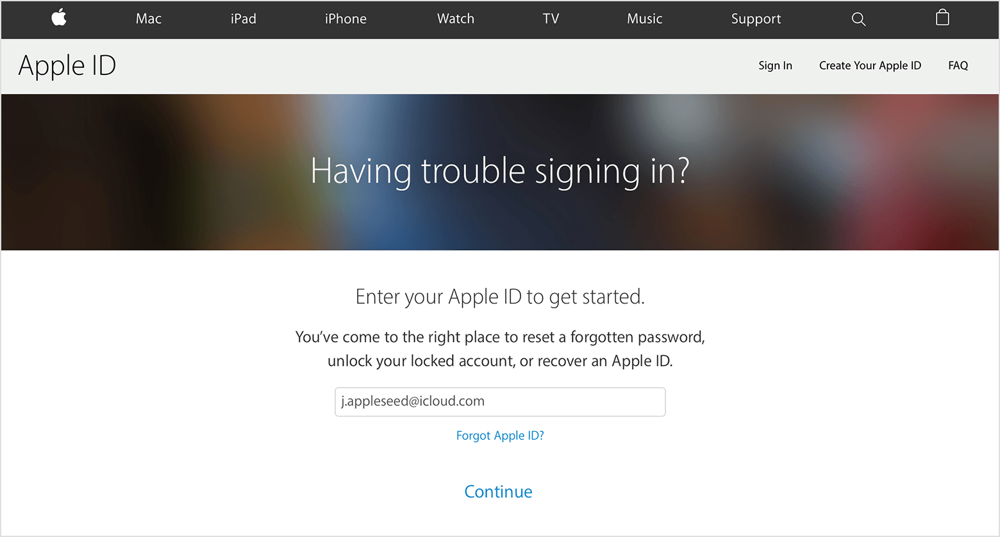 Mac iPad iPhone Watch TV Music Support
Apple ID Sign In Create Your Apple ID FAQ
Having trouble signing in?
Enter your Apple ID to get started.
You’ve come to the right place to reset a forgotten password,
unlock your locked account, or recover an Apple ID.
j.appleseed@icloud.com
Forgot Apple ID?
Continue